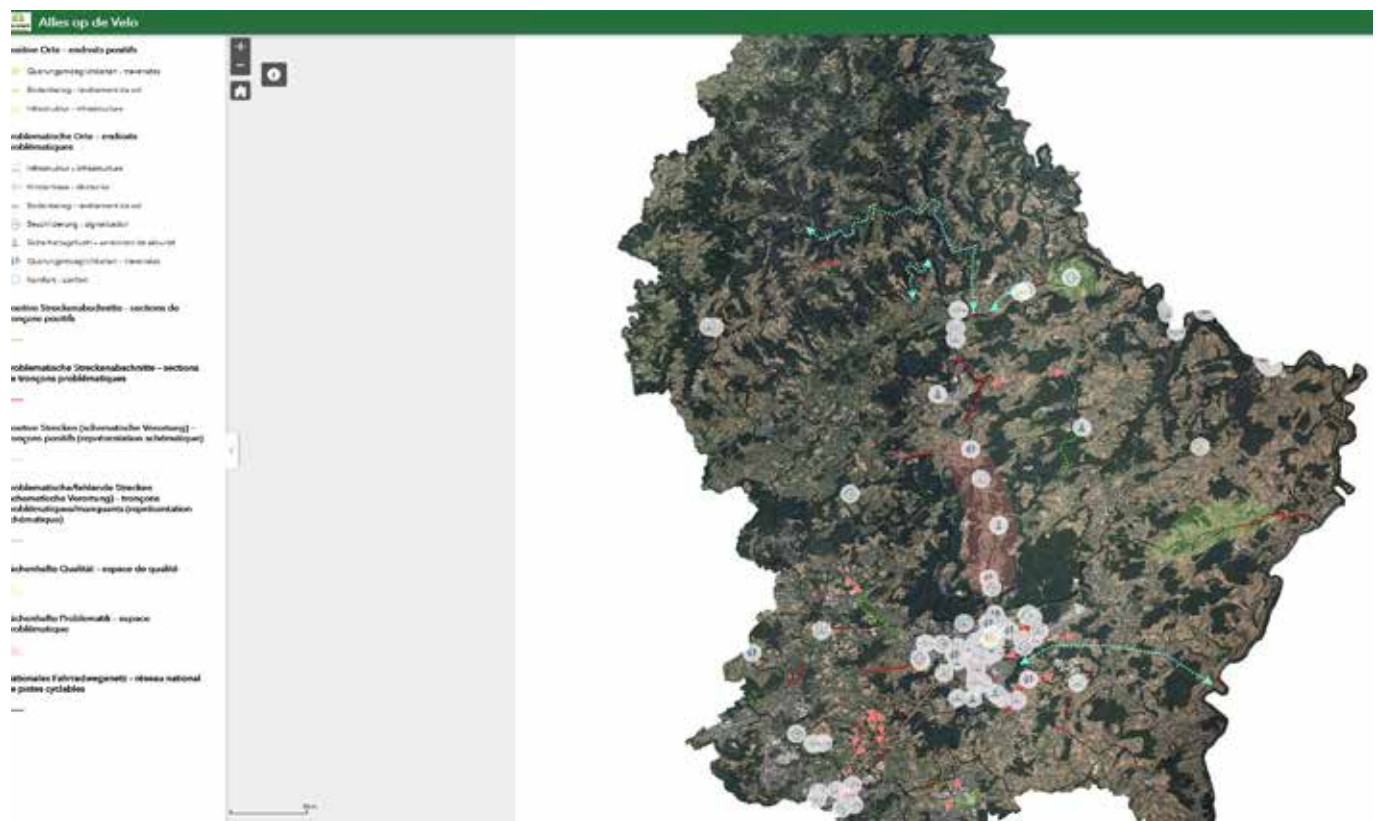 Alles op de Velo
ositive Orte - endroits positifs
Querungsmöglichkeiten - traversées
Bodenbelag - revêtement du sol
Infrastruktur - infrastructure
roblematische Orte - endroits
roblématiques
Infrastruktur - infrastructure
Hindernisse - obstacles
Bodenbelag - revêtement du sol
Beschilderung - signalisation
Sicherheitsgefühl - sentiment de sécurité
Querungsmöglichkeiten - traversées
Komfort - confort
ositive Streckenabschnitte - sections de
onçons positifs
roblematische Streckenabschnitte - sections
e tronçons problématiques
ositive Strecken (schematische Verortung) -
onçons positifs (représentation schématique)
roblematische/fehlende Strecken
chematische Verortung) - tronçons
roblématiques/manquants (représentation
chématique)
ächenhafte Qualität - espace de qualité
ächenhafte Problematik - espace
roblématique
ationales Fahrradwegenetz - réseau national
e pistes cyclables